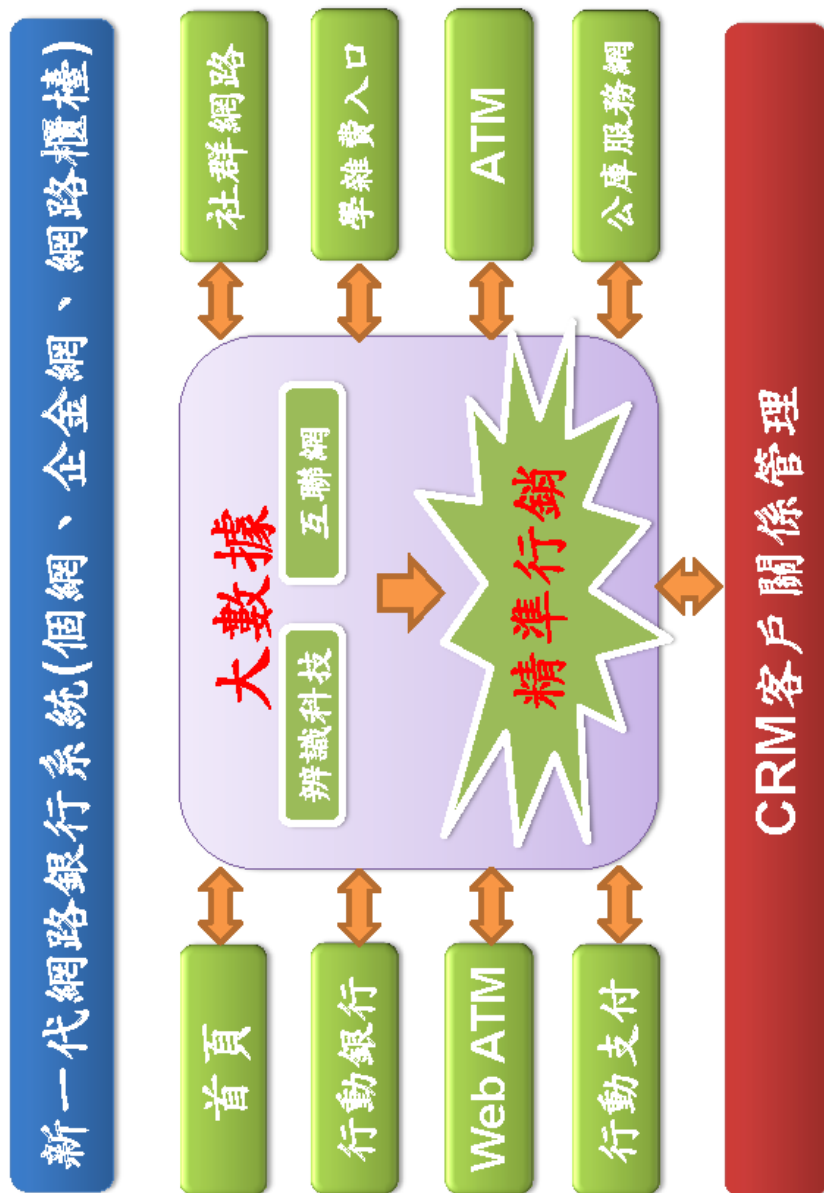 新一代網路銀行系統(個網、企金網、網路櫃檯)
首頁
社群網路
行動銀行
學雜費入口
Web ATM
ATM
行動支付
公庫服務網
大數據
辨識科技
互聯網
精準行銷
CRM客戶關係管理